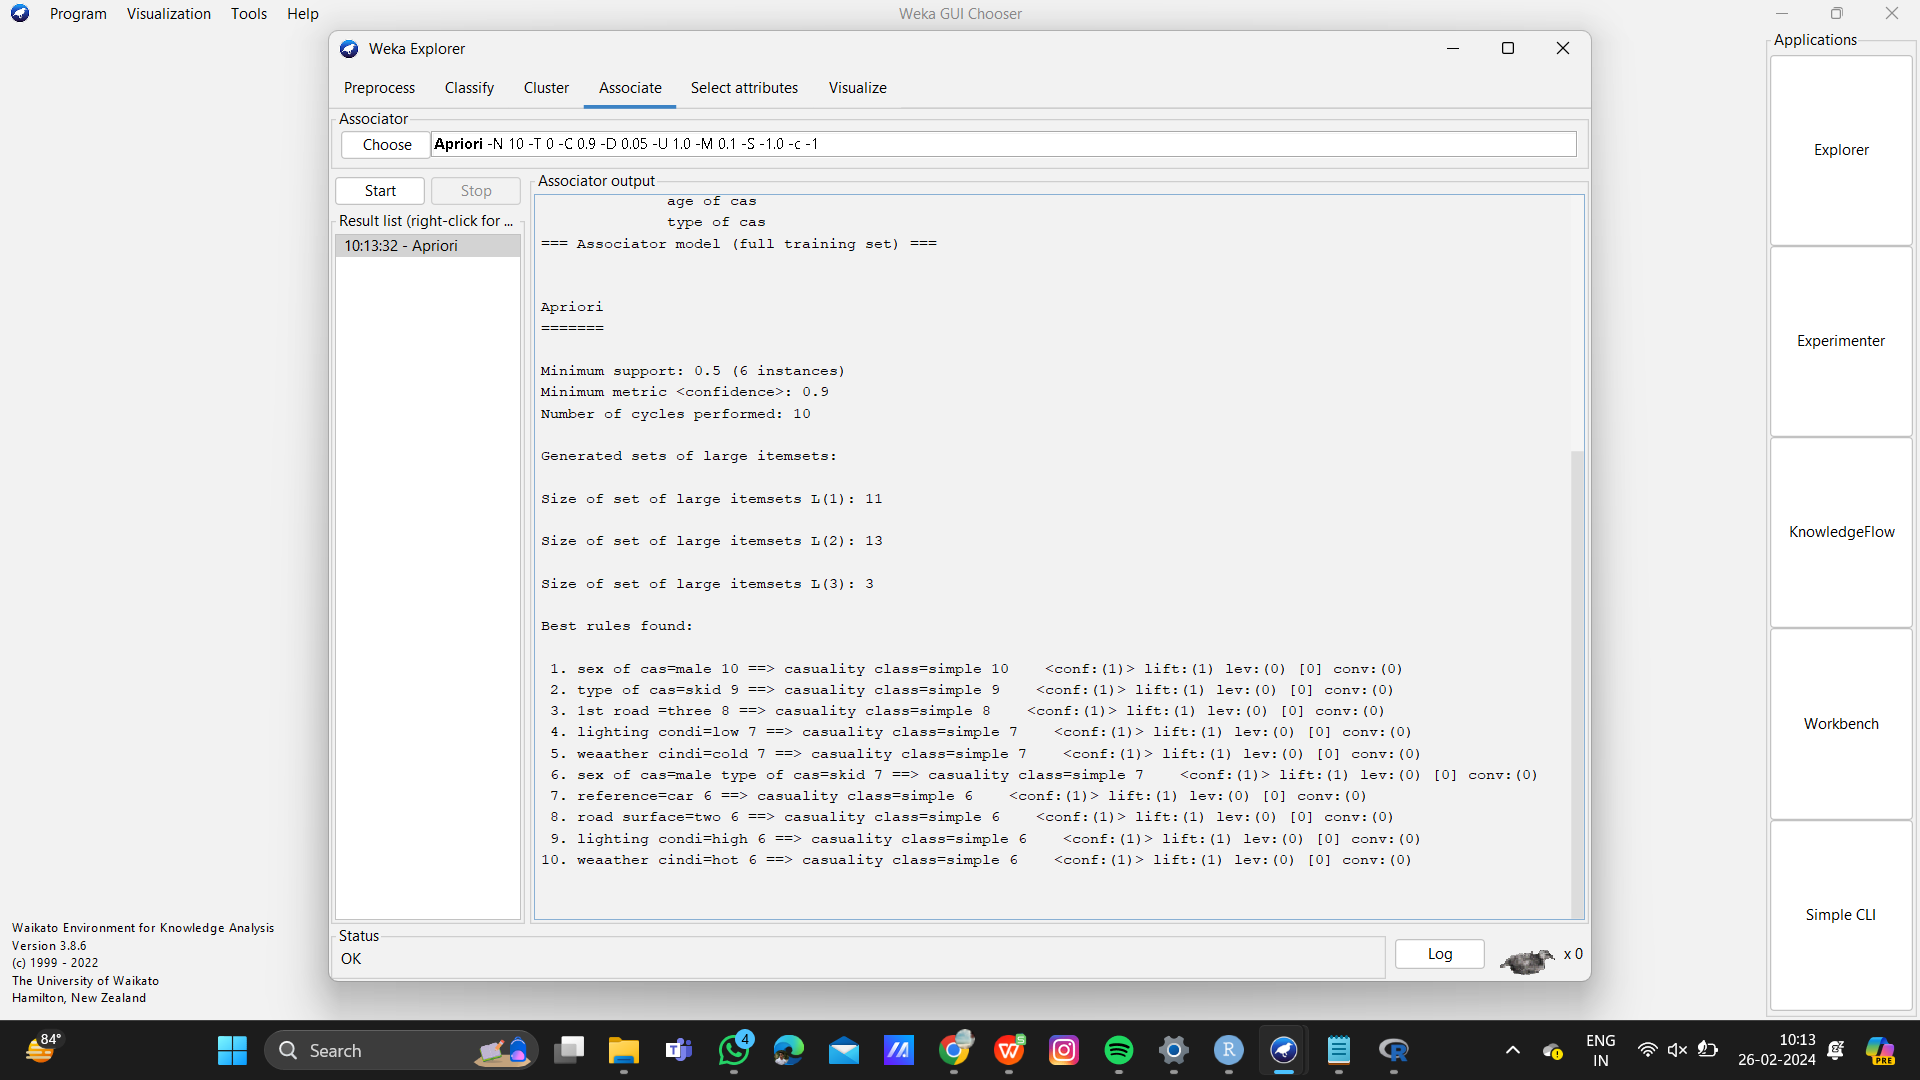 Program Visualization Tools Help
Weka GUI Chooser
Applications
Weka Explorer
Preprocess Classify Cluster Associate Select attributes Visualize
Associator
Choose Apriori -N 10 -T 0 -C 0.9 -D 0.05 -U 1.0 -M 0.1 -S -1.0 -c -1
Start Stop
Result list (right-click for ...
10:13:32 - Apriori
Associator output
age of cas
type of cas
=== Associator model (full training set) ===
Apriori
=======
Minimum support: 0.5 (6 instances)
Minimum metric <confidence>: 0.9
Number of cycles performed: 10
Generated sets of large itemsets:
Size of set of large itemsets L(1): 11
Size of set of large itemsets L(2): 13
Size of set of large itemsets L(3): 3
Best rules found:
1. sex of cas=male 10 ==> casuality class=simple 10 <conf:(1)> lift:(1) lev:(0) [0] conv:(0)
2. type of cas=skid 9 ==> casuality class=simple 9 <conf:(1)> lift:(1) lev:(0) [0] conv:(0)
3. 1st road =three 8 ==> casuality class=simple 8 <conf:(1)> lift:(1) lev:(0) [0] conv:(0)
4. lighting condi=low 7 ==> casuality class=simple 7 <conf:(1)> lift:(1) lev:(0) [0] conv:(0)
5. weaather cindi=cold 7 ==> casuality class=simple 7 <conf:(1)> lift:(1) lev:(0) [0] conv:(0)
6. sex of cas=male type of cas=skid 7 ==> casuality class=simple 7 <conf:(1)> lift:(1) lev:(0) [0] conv:(0)
7. reference=car 6 ==> casuality class=simple 6 <conf:(1)> lift:(1) lev:(0) [0] conv:(0)
8. road surface=two 6 ==> casuality class=simple 6 <conf:(1)> lift:(1) lev:(0) [0] conv:(0)
9. lighting condi=high 6 ==> casuality class=simple 6 <conf:(1)> lift:(1) lev:(0) [0] conv:(0)
10. weaather cindi=hot 6 ==> casuality class=simple 6 <conf:(1)> lift:(1) lev:(0) [0] conv:(0)
Status
OK
Log
x 0
Explorer
Experimenter
KnowledgeFlow
Workbench
Simple CLI
Waikato Environment for Knowledge Analysis
Version 3.8.6
(c) 1999 - 2022
The University of Waikato
Hamilton, New Zealand
84°
Search
4
ENG
IN
10:13
26-02-2024
PRE